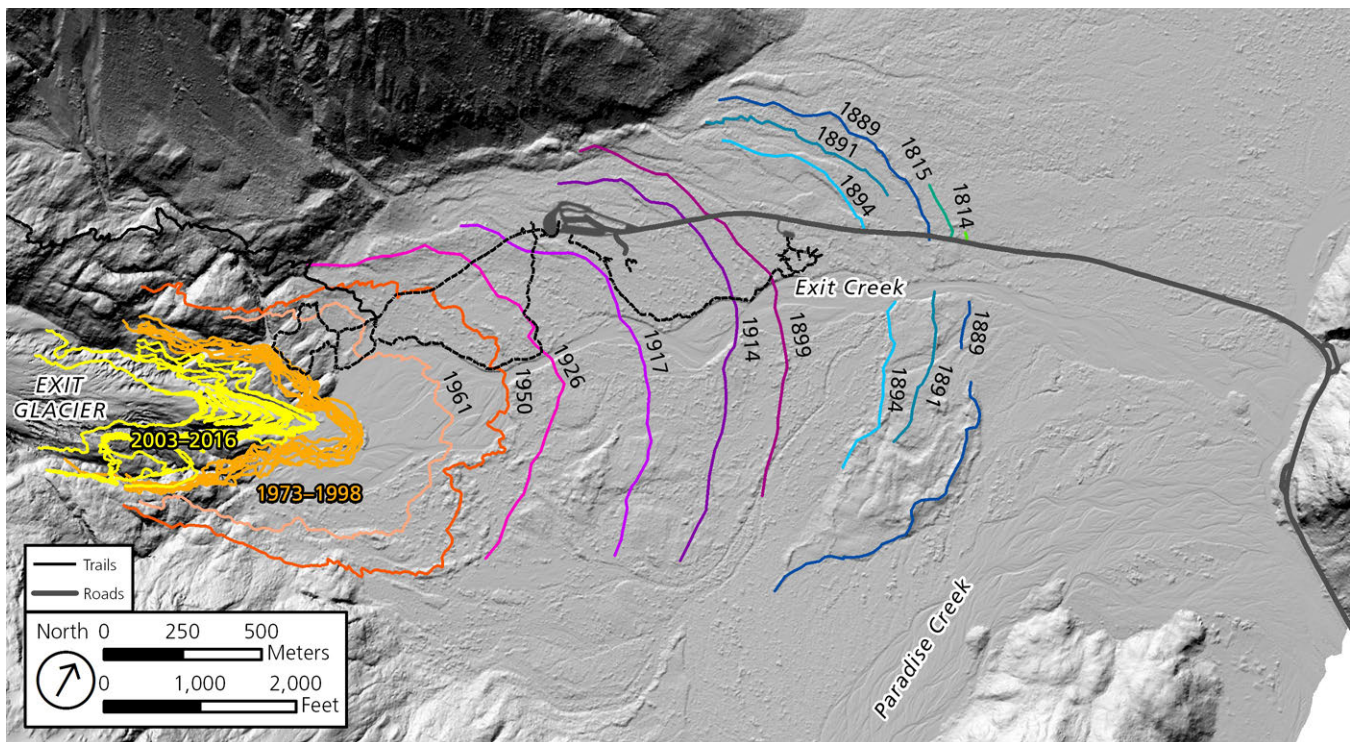 1889
1891
1815
1894
1814
Exit Creek
1889
1899
1914
1917
1926
1894
1891
1950
1961
EXIT
GLACIER
2003–2016
1973–1998
Paradise Creek
Trails
Roads
North 0 250 500
Meters
0 1,000 2,000
Feet